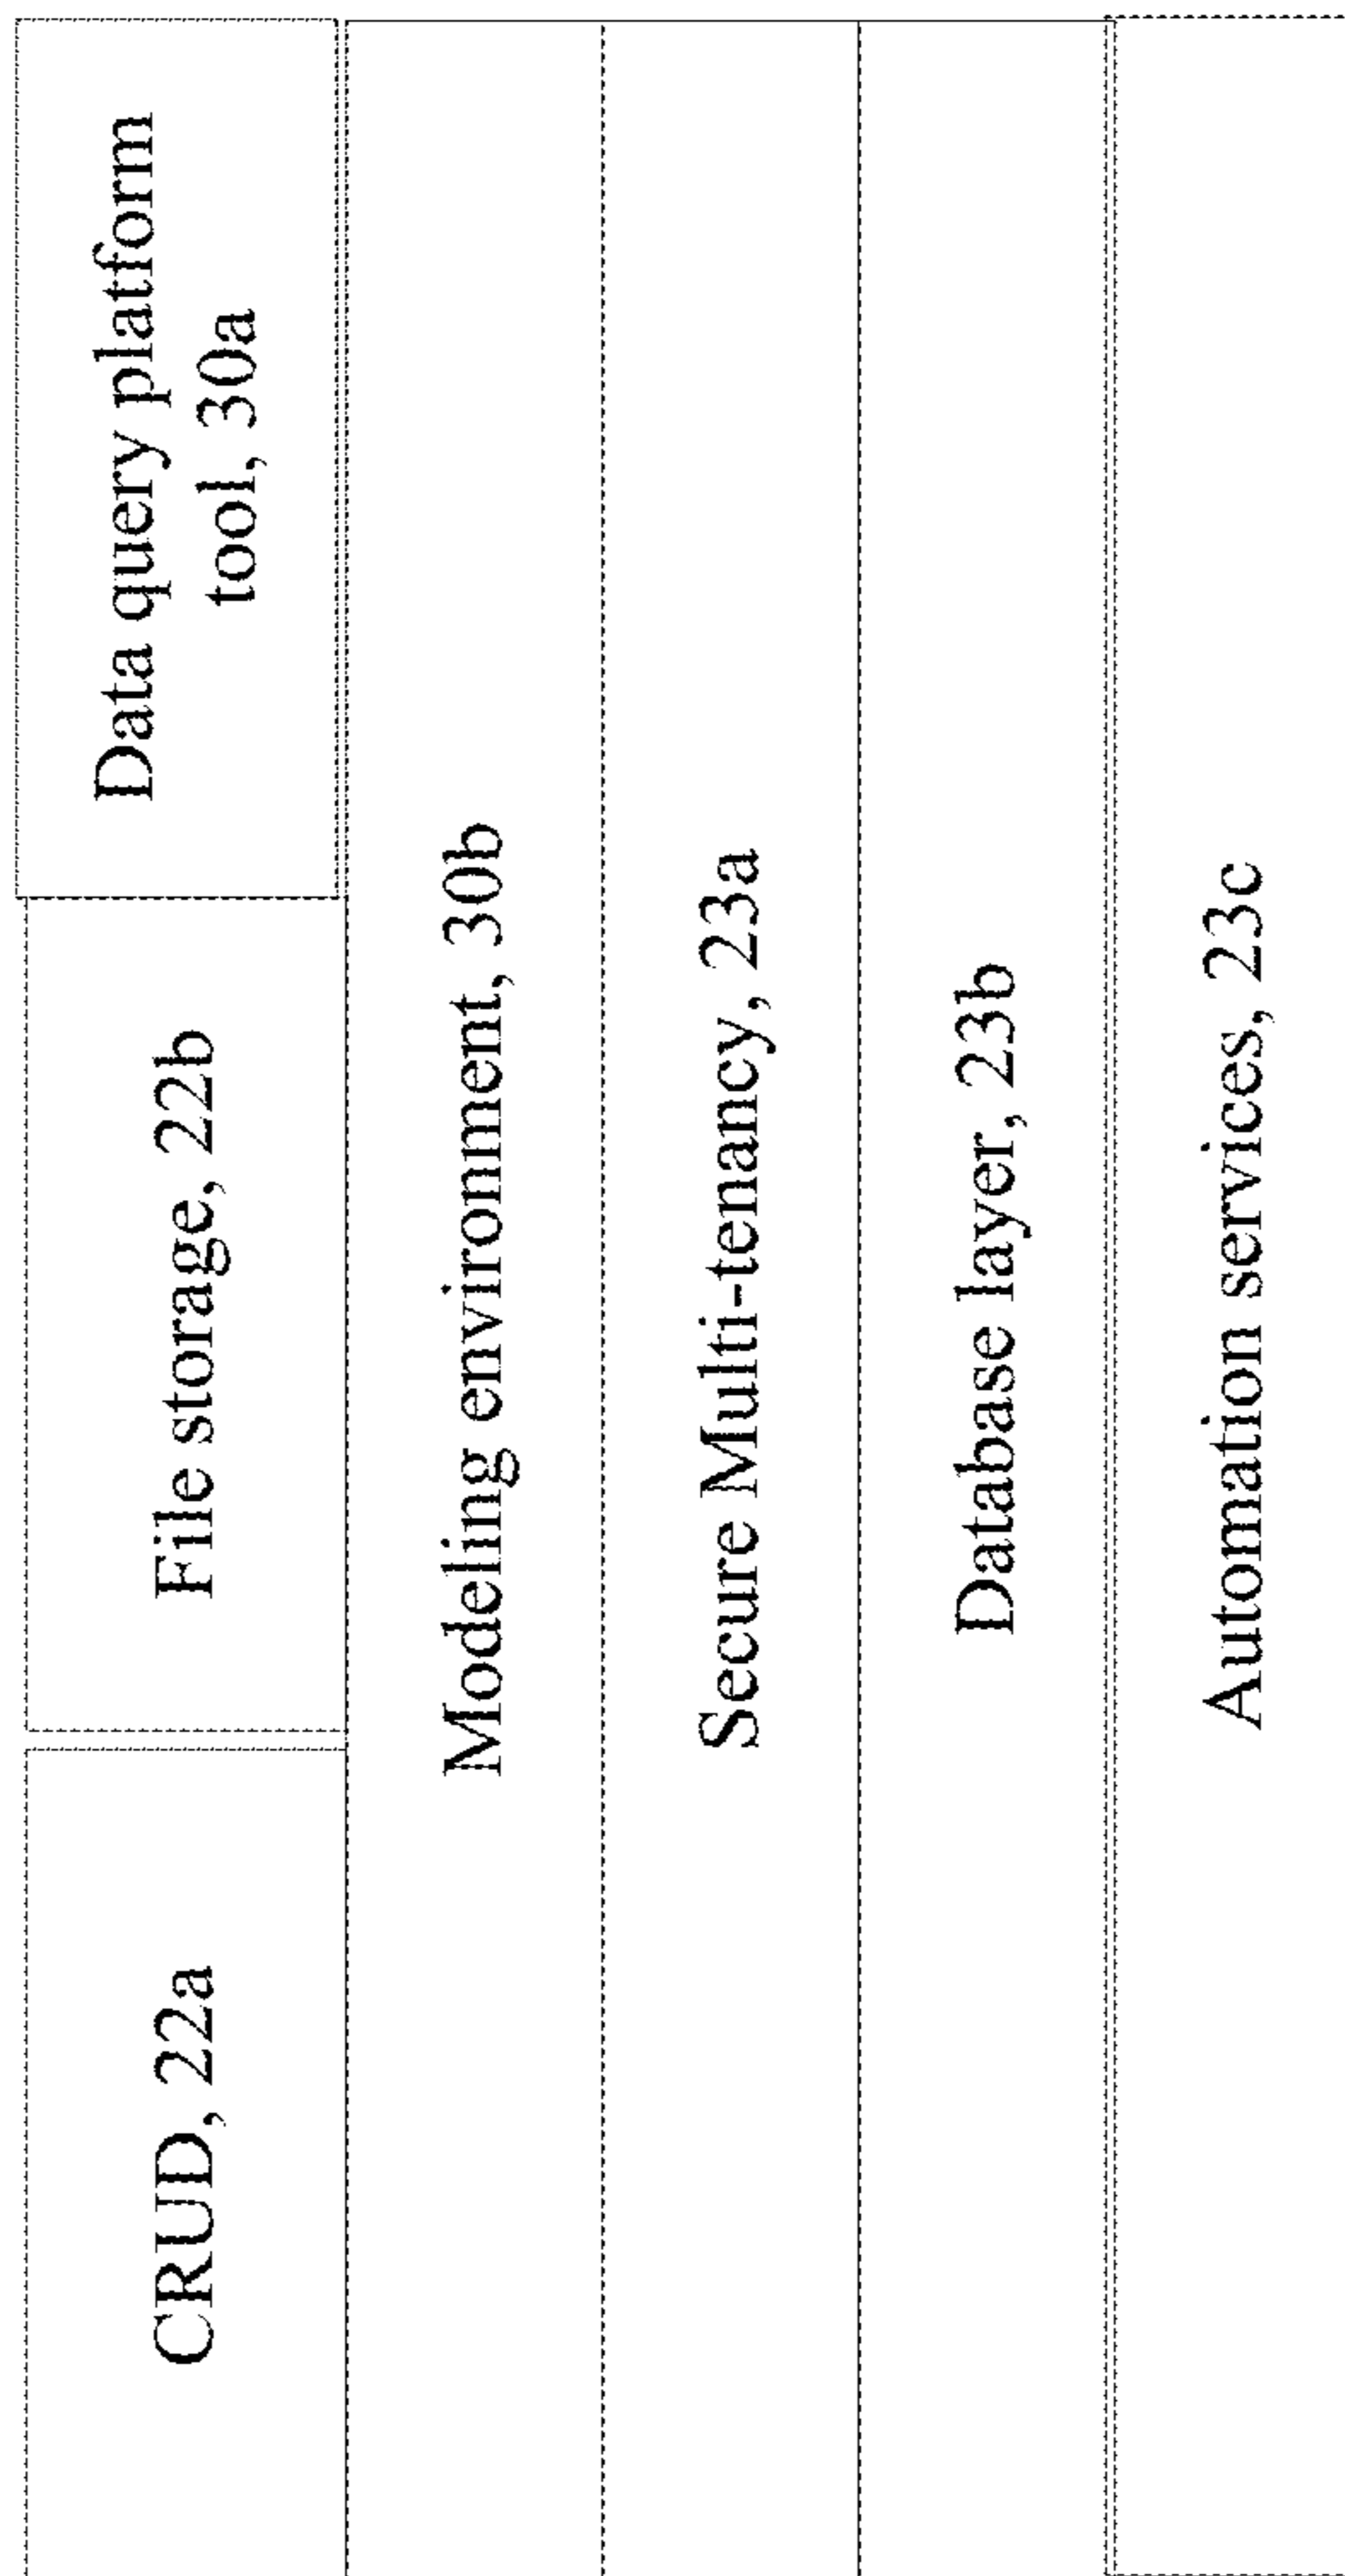 CRUD, 22a
File storage, 22b
Data query platform
tool, 30a
Modeling environment, 30b
Secure Multi-tenancy, 23a
Database layer, 23b
Automation services, 23c